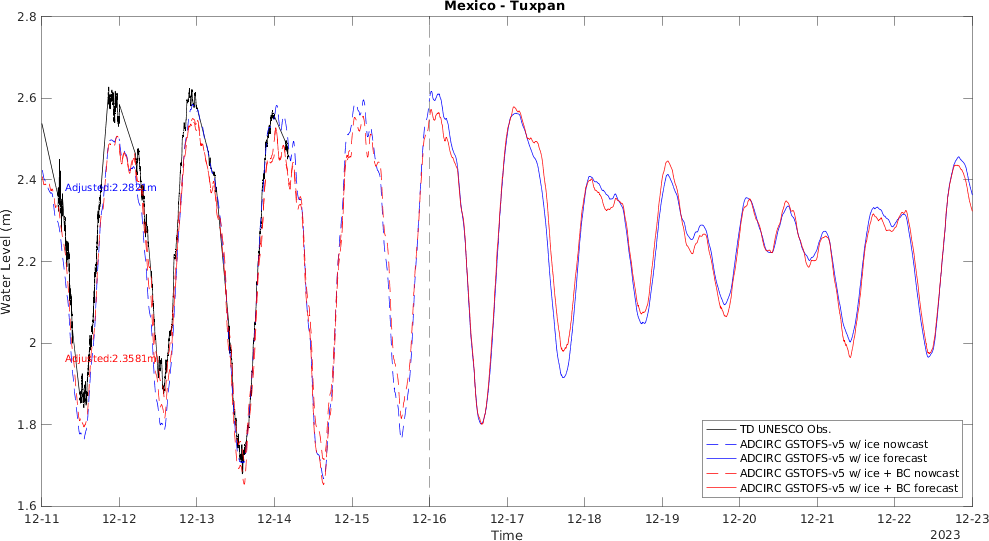 Mexico - Tuxpan
2.8
2.6
2.4
2.2
2
1.8
1.6
Water Level (m)
Adjusted:2.2821m
Adjusted:2.3581m
TD UNESCO Obs.
ADCIRC GSTOFS-v5 w/ ice nowcast
ADCIRC GSTOFS-v5 w/ ice forecast
ADCIRC GSTOFS-v5 w/ ice + BC nowcast
ADCIRC GSTOFS-v5 w/ ice + BC forecast
12-11 12-12 12-13 12-14 12-15 12-16 12-17 12-18 12-19 12-20 12-21 12-22 12-23
Time
2023